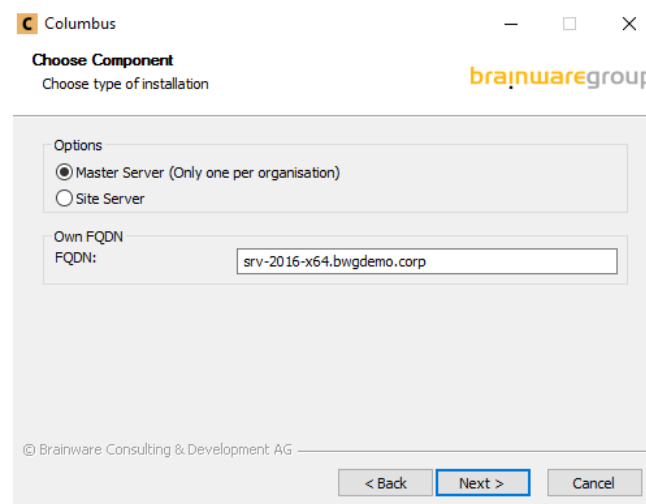 C Columbus
Choose Component
Choose type of installation
brainwaregroup
Options
Master Server (Only one per organisation)
Site Server
Own FQDN
FQDN:
srv-2016-x64.bwgdemo.corp
© Brainware Consulting & Development AG
< Back
Next >
Cancel